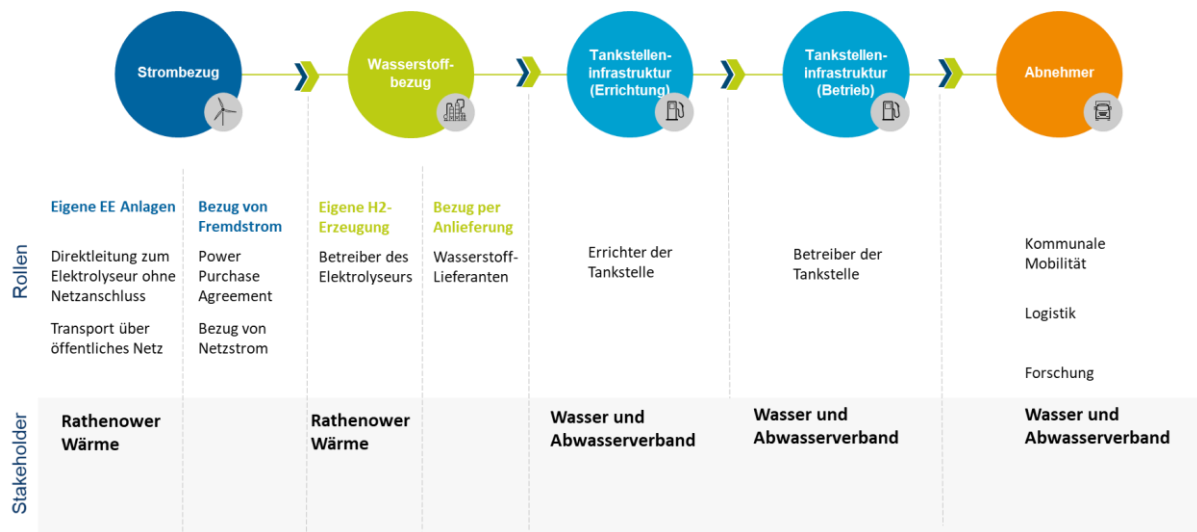 Strombezug
Wasserstoff-
bezug
Tankstellen-
infrastruktur
(Errichtung)
Tankstellen-
infrastruktur
(Betrieb)
Abnehmer
Rollen
Eigene EE Anlagen
Direktleitung zum
Elektrolyseur ohne
Netzanschluss
Transport über
öffentliches Netz
Bezug von
Fremdstrom
Power
Purchase
Agreement
Bezug von
Netzstrom
Eigene H2-
Erzeugung
Betreiber des
Elektrolyseurs
Bezug per
Anlieferung
Wasserstoff-
Lieferanten
Errichter der
Tankstelle
Betreiber der
Tankstelle
Kommunale
Mobilität
Logistik
Forschung
Stakeholder
Rathenower
Wärme
Rathenower
Wärme
Wasser und
Abwasserverband
Wasser und
Abwasserverband
Wasser und
Abwasserverband